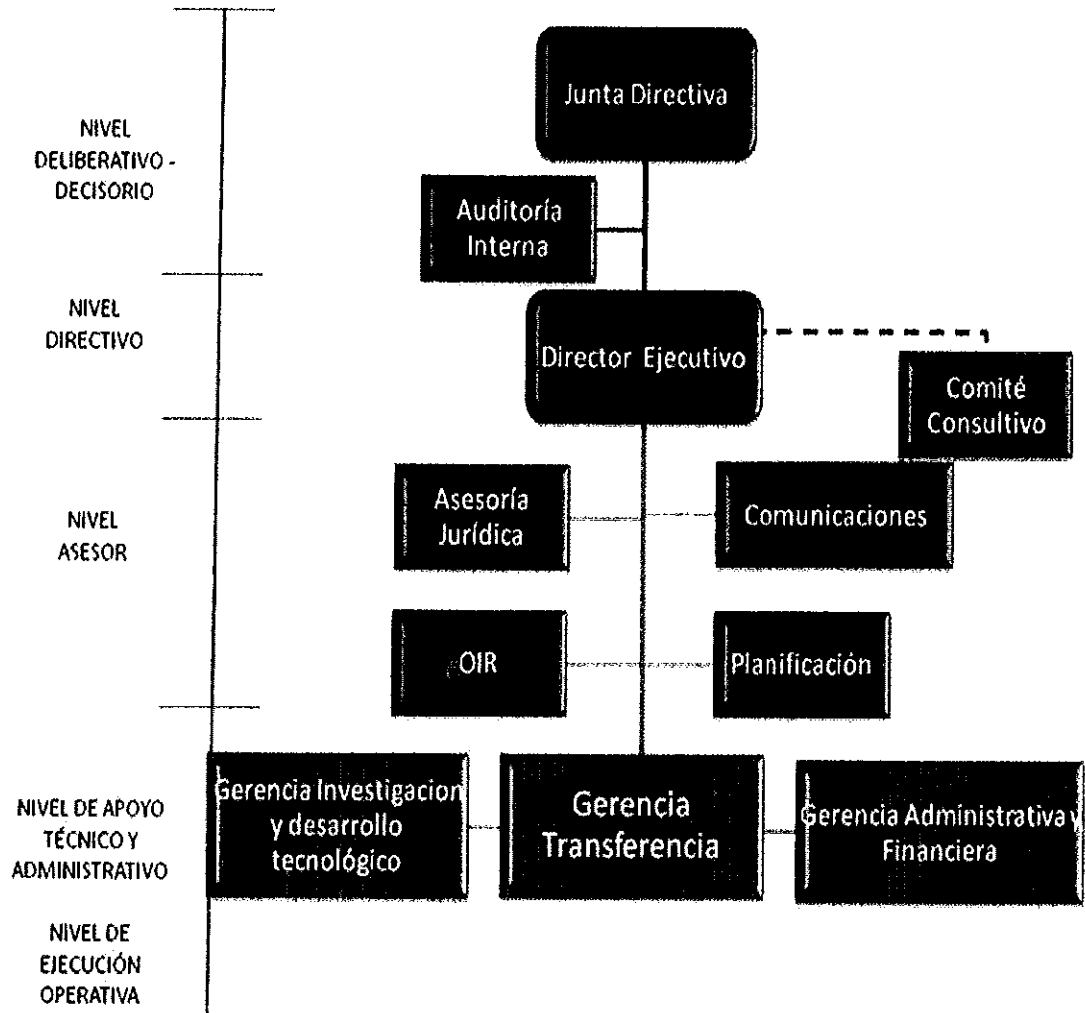 Junta Directiva
NIVEL
DELIBERATIVO -
DECISORIO
Auditoría
Interna
NIVEL
DIRECTIVO
Director Ejecutivo
Comité
Consultivo
NIVEL
ASESOR
Asesoría
Jurídica
Comunicaciones
OIR
Planificación
NIVEL DE APOYO
TÉCNICO Y
ADMINISTRATIVO
Gerencia Investigacion
y desarrollo
tecnológico
Gerencia
Transferencia
Gerencia Administrativa y
Financiera
NIVEL DE
EJECUCIÓN
OPERATIVA